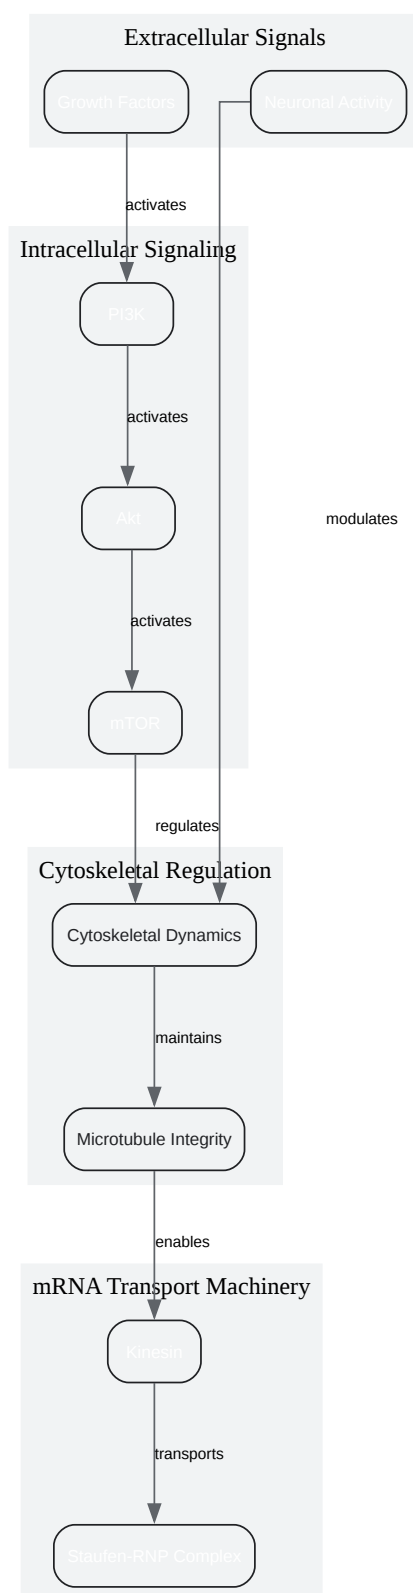 Extracellular Signals
Growth Factors
Neuronal Activity
activates
Intracellular Signaling
PI3K
activates
modulates
Akt
activates
mTOR
regulates
Cytoskeletal Regulation
Cytoskeletal Dynamics
maintains
Microtubule Integrity
enables
mRNA Transport Machinery
Kinesin
transports
Staufen-RNP Complex